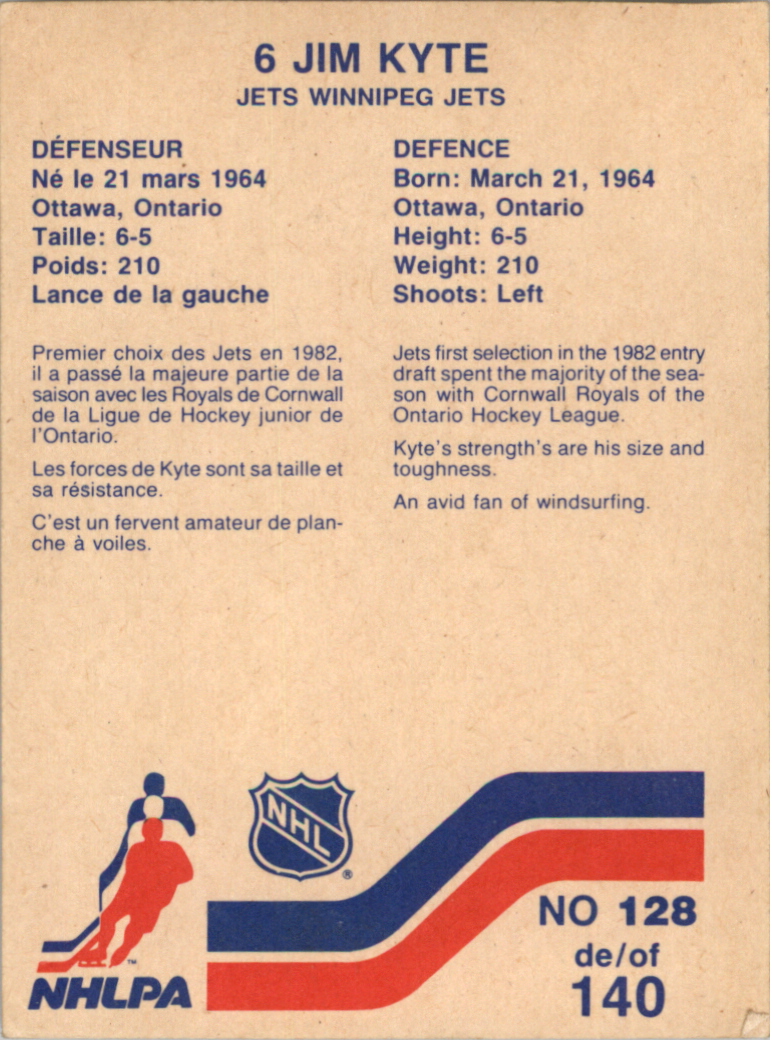 6 JIM KYTE
JETS WINNIPEG JETS
DÉFENSEUR
Né le 21 mars 1964
Ottawa, Ontario
Taille: 6-5
Poids: 210
Lance de la gauche
Premier choix des Jets en 1982,
il a passé la majeure partie de la
saison avec les Royals de Cornwall
de la Ligue de Hockey junior de
l'Ontario.
Les forces de Kyte sont sa taille et
sa résistance.
C'est un fervent amateur de plan-
che à voiles.
DEFENCE
Born: March 21, 1964
Ottawa, Ontario
Height: 6-5
Weight: 210
Shoots: Left
Jets first selection in the 1982 entry
draft spent the majority of the sea-
son with Cornwall Royals of the
Ontario Hockey League.
Kyte's strength's are his size and
toughness.
An avid fan of windsurfing.
NHL
®
TM
NHLPA
NO 128
de/of
140